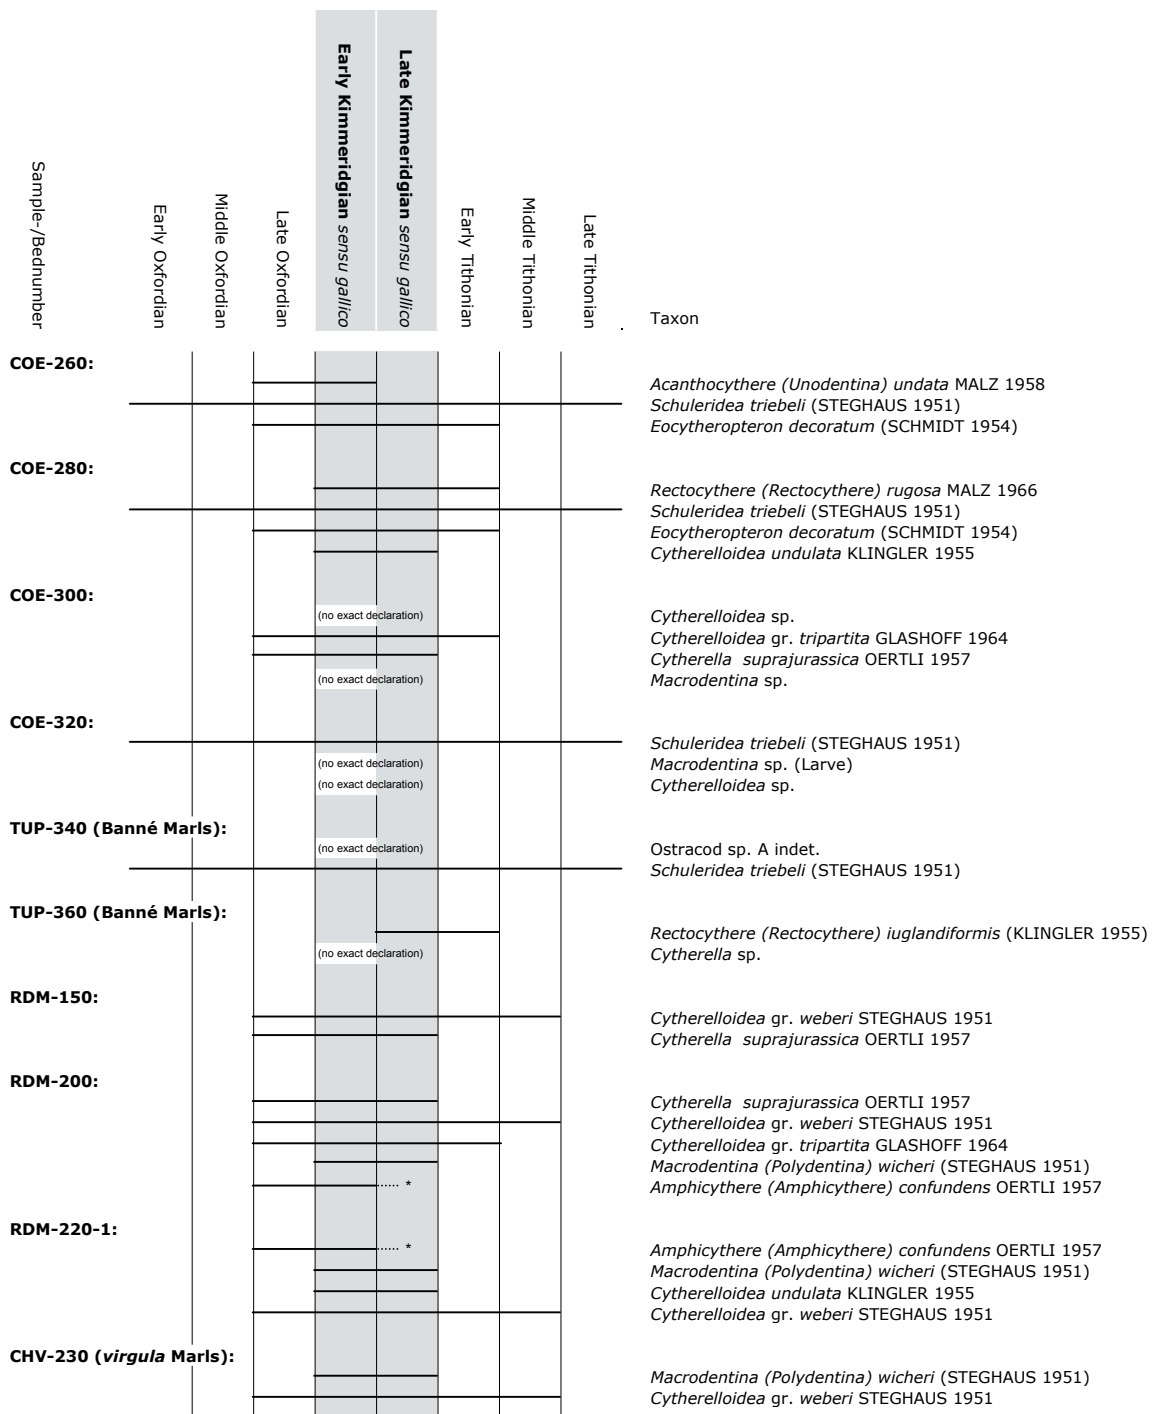 Sample-/Bednumber
Early Oxfordian
Middle Oxfordian
Late Oxfordian
Early Kimmeridgian sensu gallico
Late Kimmeridgian sensu gallico
Early Tithonian
Middle Tithonian
Late Tithonian
.
Taxon
COE-260:
Acanthocythere (Unodentina) undata MALZ 1958
Schuleridea triebeli (STEGHAUS 1951)
Eocytheropteron decoratum (SCHMIDT 1954)
COE-280:
Rectocythere (Rectocythere) rugosa MALZ 1966
Schuleridea triebeli (STEGHAUS 1951)
Eocytheropteron decoratum (SCHMIDT 1954)
Cytherelloidea undulata KLINGLER 1955
COE-300:
(no exact declaration) Cytherelloidea sp.
Cytherelloidea gr. tripartita GLASHOFF 1964
Cytherella suprajurassica OERTLI 1957
(no exact declaration) Macrodentina sp.
COE-320:
Schuleridea triebeli (STEGHAUS 1951)
(no exact declaration) Macrodentina sp. (Larve)
(no exact declaration) Cytherelloidea sp.
TUP-340 (Banné Marls):
(no exact declaration) Ostracod sp. A indet.
Schuleridea triebeli (STEGHAUS 1951)
TUP-360 (Banné Marls):
Rectocythere (Rectocythere) iuglandiformis (KLINGLER 1955)
(no exact declaration) Cytherella sp.
RDM-150:
Cytherelloidea gr. weberi STEGHAUS 1951
Cytherella suprajurassica OERTLI 1957
RDM-200:
Cytherella suprajurassica OERTLI 1957
Cytherelloidea gr. weberi STEGHAUS 1951
Cytherelloidea gr. tripartita GLASHOFF 1964
Macrodentina (Polydentina) wicheri (STEGHAUS 1951)
...... * Amphicythere (Amphicythere) confundens OERTLI 1957
RDM-220-1:
...... * Amphicythere (Amphicythere) confundens OERTLI 1957
Macrodentina (Polydentina) wicheri (STEGHAUS 1951)
Cytherelloidea undulata KLINGLER 1955
Cytherelloidea gr. weberi STEGHAUS 1951
CHV-230 (virgula Marls):
Macrodentina (Polydentina) wicheri (STEGHAUS 1951)
Cytherelloidea gr. weberi STEGHAUS 1951